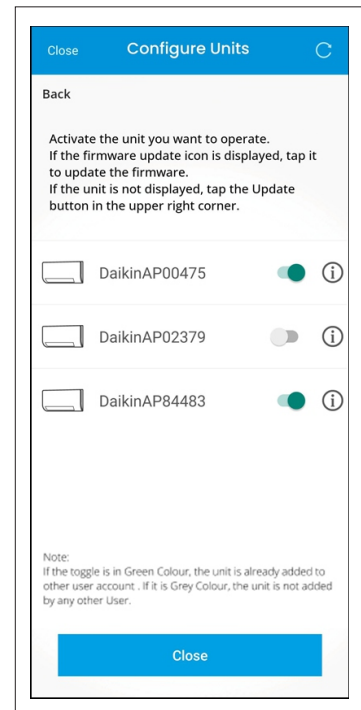 Close Configure Units
Back
Activate the unit you want to operate.
If the firmware update icon is displayed, tap it
to update the firmware.
If the unit is not displayed, tap the Update
button in the upper right corner.
DaikinAP00475
DaikinAP02379
DaikinAP84483
Note:
If the toggle is in Green Colour, the unit is already added to
other user account . If it is Grey Colour, the unit is not added
by any other User.
Close